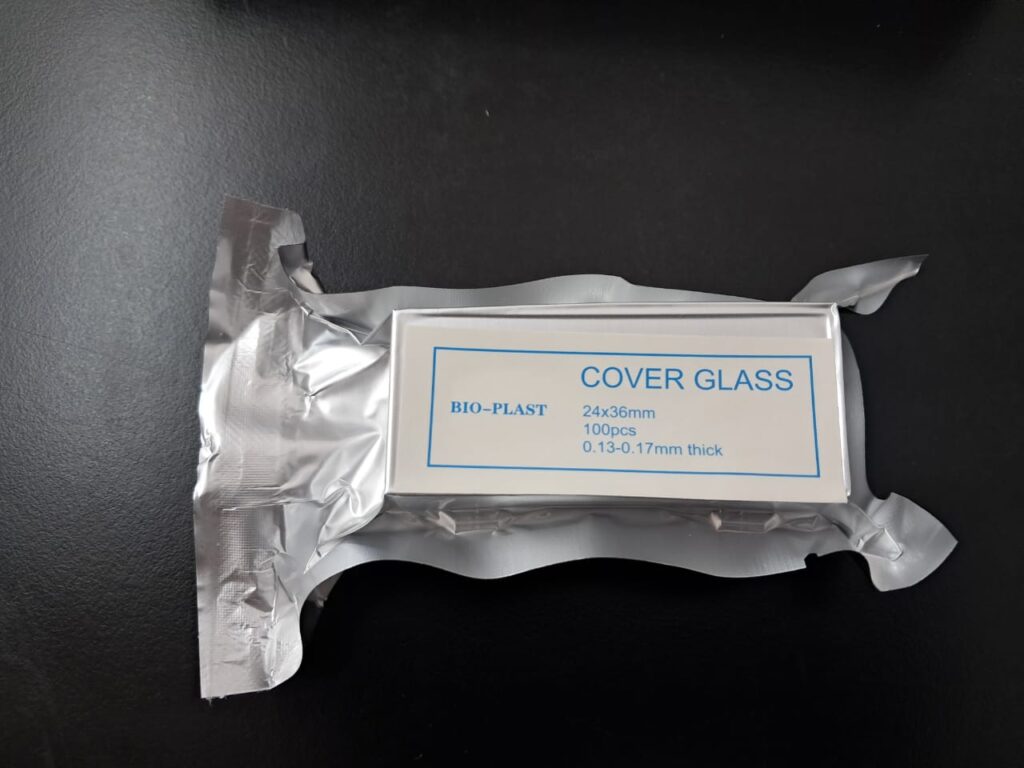 COVER GLASS
BIO-PLAST
24x36mm
100pcs
0.13-0.17mm thick